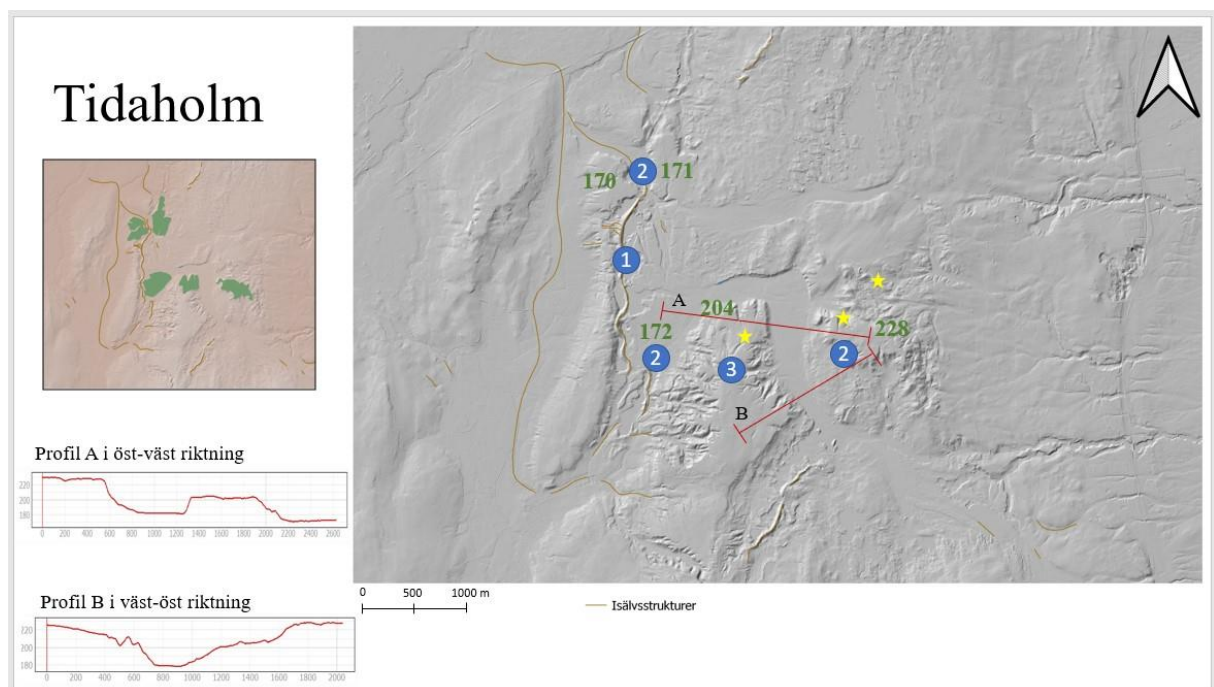 Tidaholm
170
2
171
1
A
204
172
228
2
3
2
B
Profil A i öst-väst riktning
220
200
180
0 200 400 600 800 1000 1200 1400 1600 1800 2000 2200 2400 2600
0 500 1000 m
Isälvsstrukturer
Profil B i väst-öst riktning
220
200
180
0 200 400 600 800 1000 1200 1400 1600 1800 2000